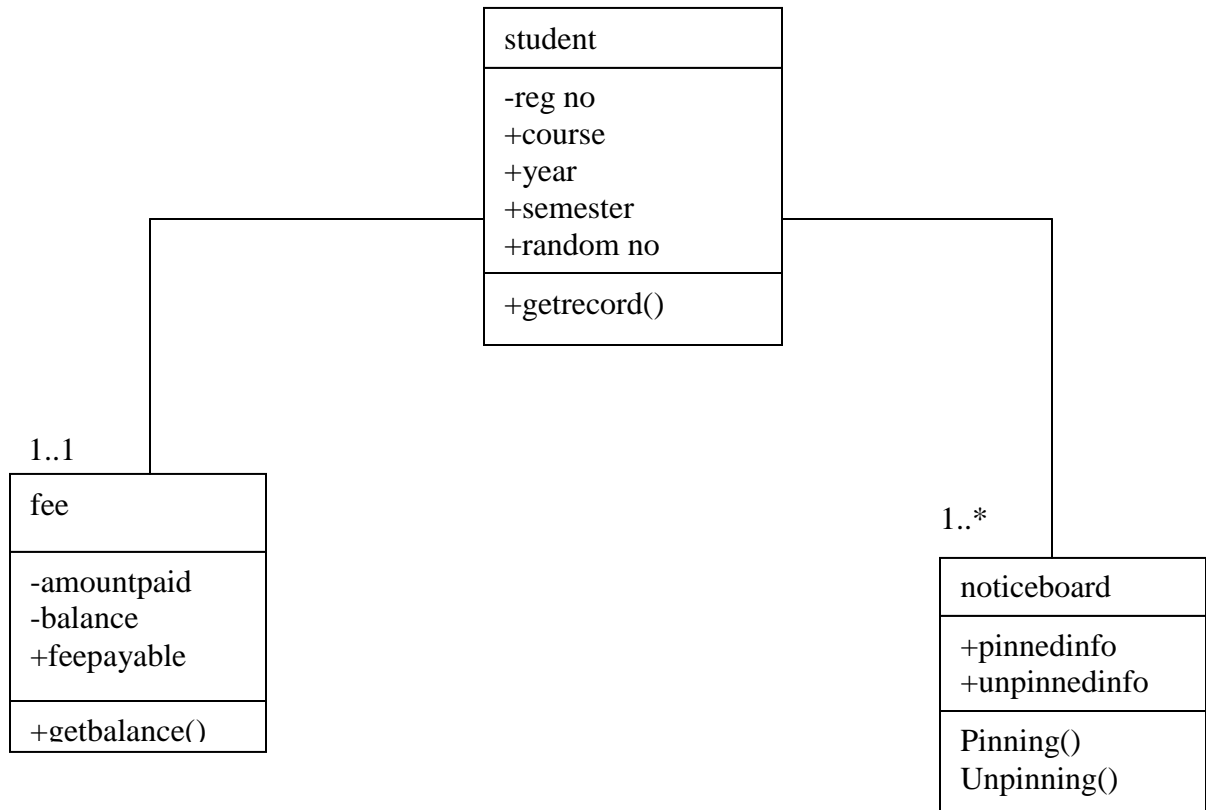 student
-reg no
+course
+year
+semester
+random no
+getrecord()
1..1
fee
-amountpaid
-balance
+feepayable
+getbalance()
1..*
noticeboard
+pinnedinfo
+unpinnedinfo
Pinning()
Unpinning()